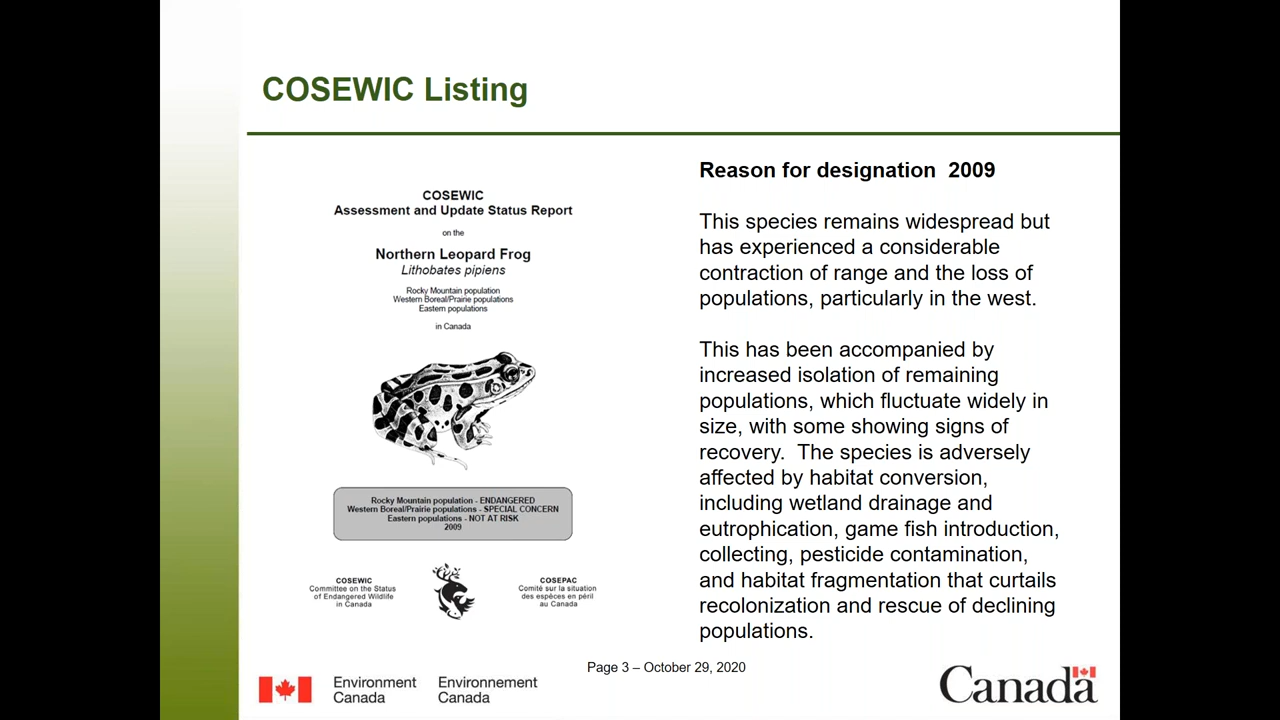 COSEWIC Listing
COSEWIC
Assessment and Update Status Report
on the
Northern Leopard Frog
Lithobates pipiens
Rocky Mountain population
Western Boreal/Prairie populations
Eastern populations
in Canada
Rocky Mountain population - ENDANGERED
Western Boreal/Prairie populations - SPECIAL CONCERN
Eastern populations - NOT AT RISK
2009
COSEWIC
Committee on the Status
of Endangered Wildlife
in Canada
COSEPAC
Comité sur la situation
des espèces en péril
au Canada
Reason for designation  2009
This species remains widespread but
has experienced a considerable
contraction of range and the loss of
populations, particularly in the west.
This has been accompanied by
increased isolation of remaining
populations, which fluctuate widely in
size, with some showing signs of
recovery.  The species is adversely
affected by habitat conversion,
including wetland drainage and
eutrophication, game fish introduction,
collecting, pesticide contamination,
and habitat fragmentation that curtails
recolonization and rescue of declining
populations.
Page 3 – October 29, 2020
Environment
Canada
Environnement
Canada
Canada